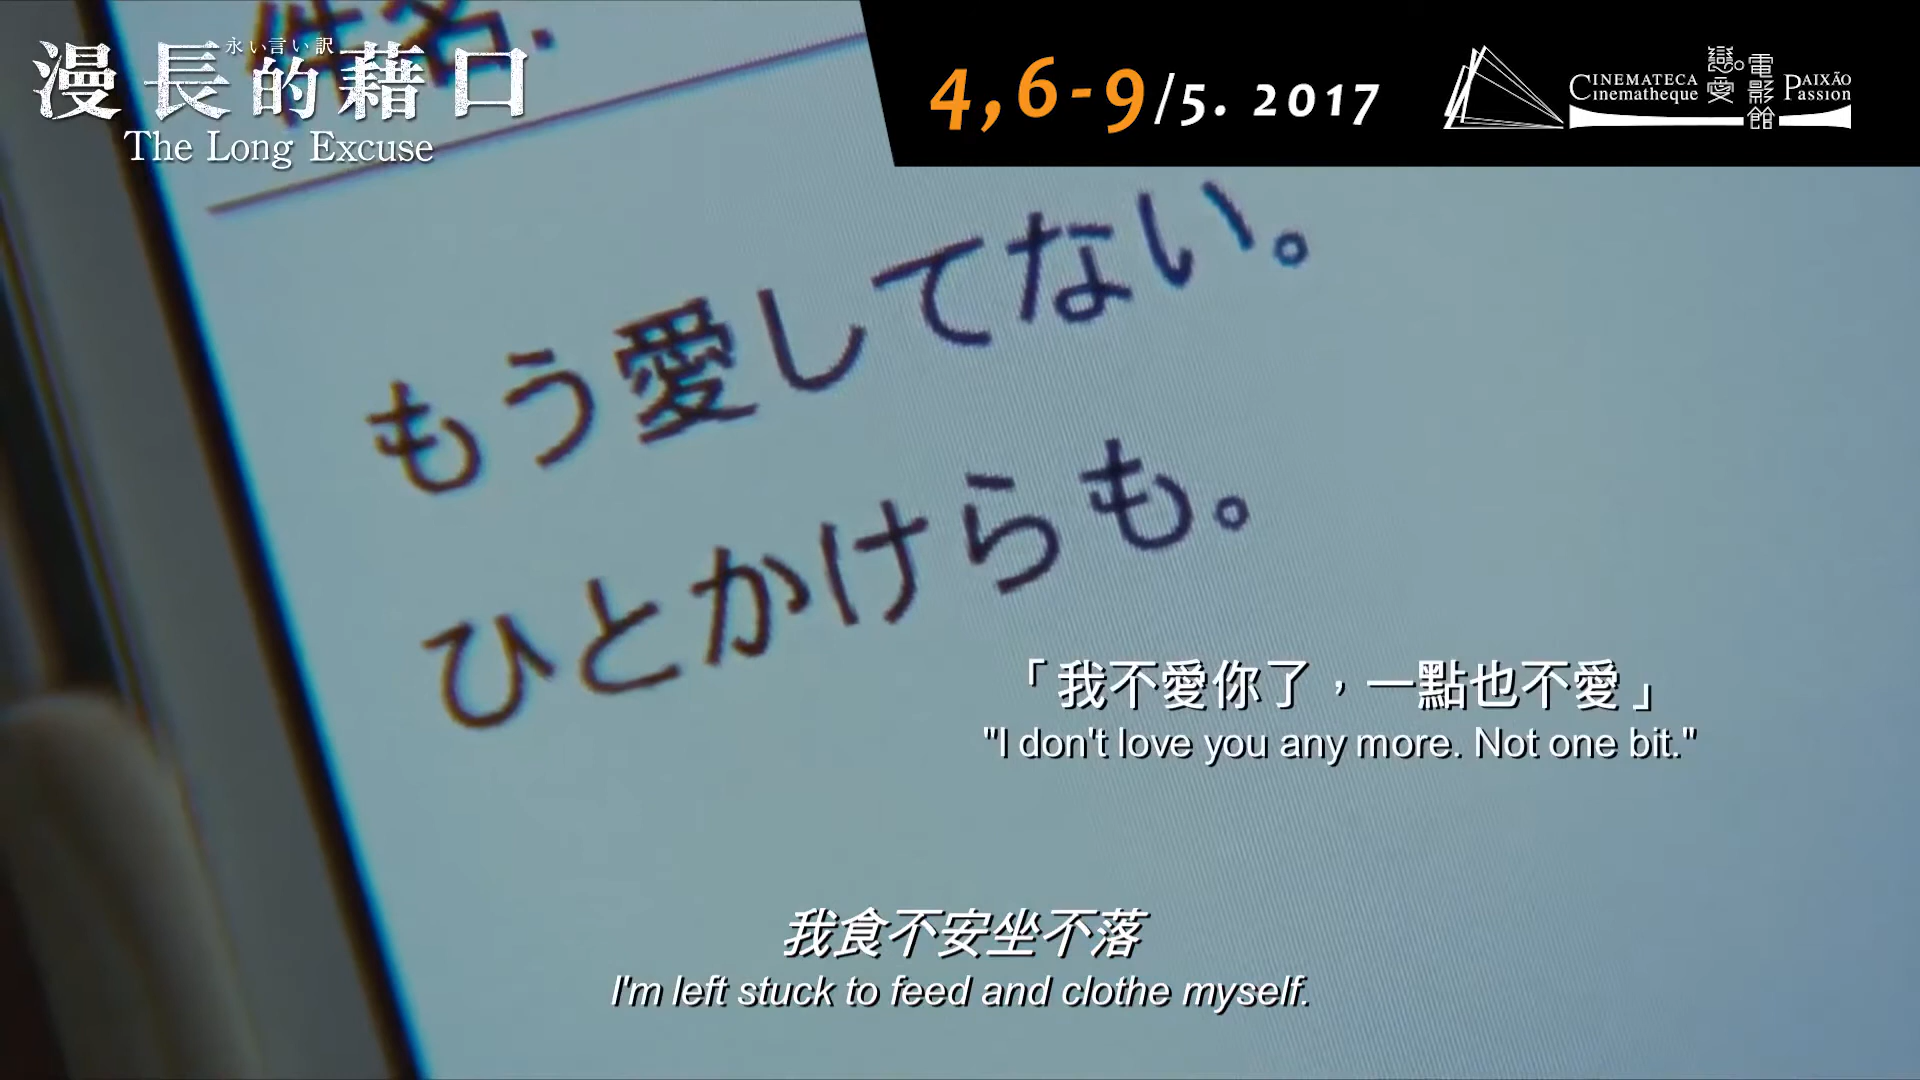 件名:
永い言い訳
漫長的藉口
The Long Excuse
4,6-9/5. 2017
CINEMATECA 戀愛·電影館 PAIXÃO
Cinematheque Passion
もう愛してない。
ひとかけらも。
「我不愛你了，一點也不愛」
"I don't love you any more. Not one bit."
我食不安坐不落
I'm left stuck to feed and clothe myself.